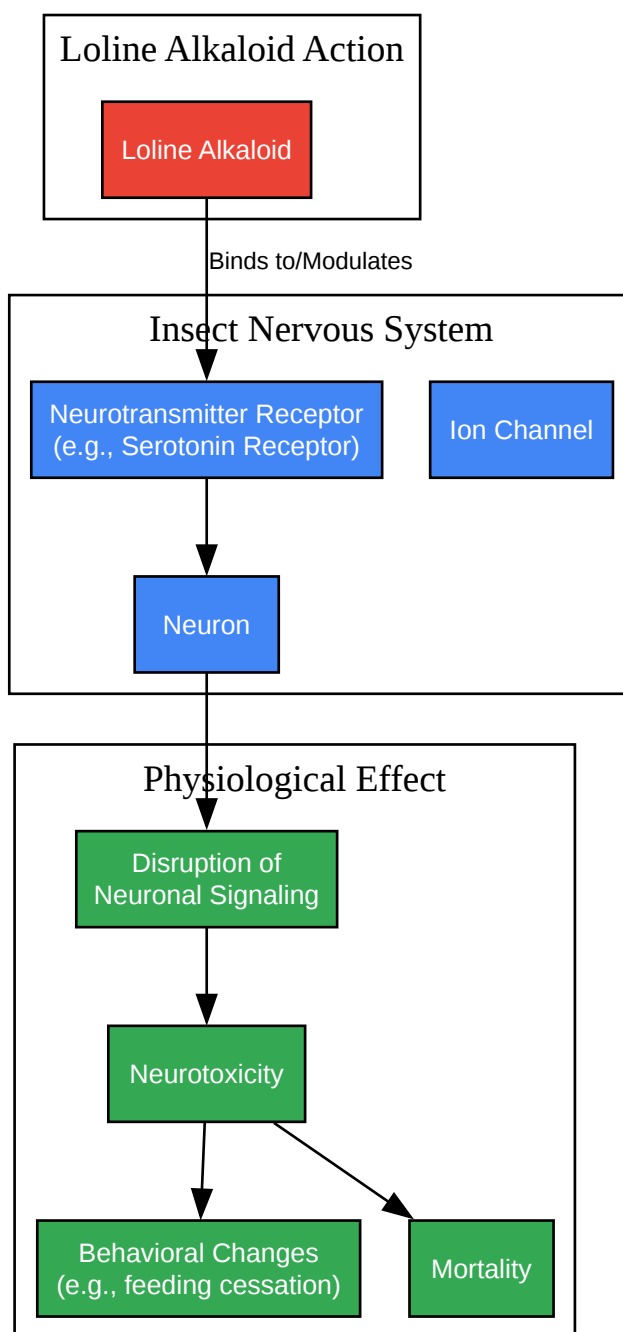 Loline Alkaloid Action
Loline Alkaloid
Binds to/Modulates
Insect Nervous System
Neurotransmitter Receptor
(e.g., Serotonin Receptor)
Ion Channel
Neuron
Physiological Effect
Disruption of
Neuronal Signaling
Neurotoxicity
Behavioral Changes
(e.g., feeding cessation)
Mortality